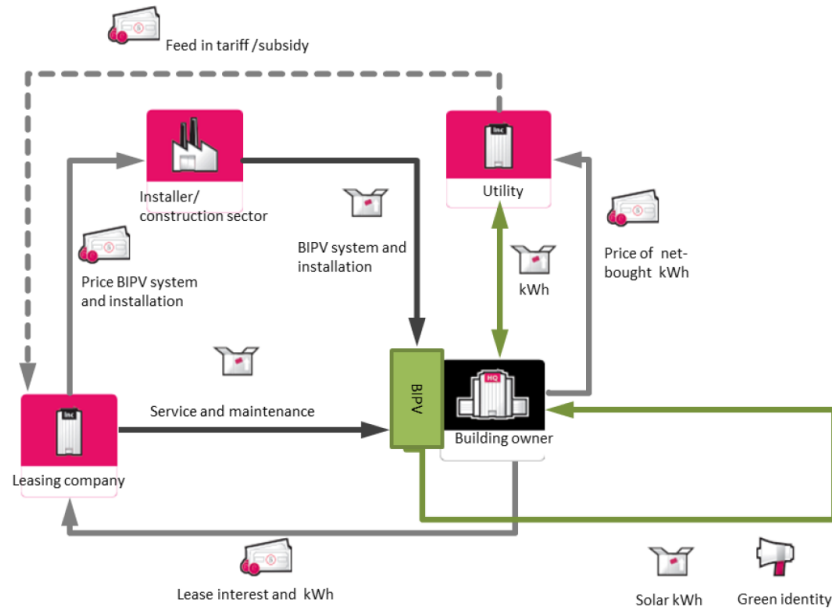 Feed in tariff/subsidy
Installer/
construction sector
Utility
BIPV system and
installation
kWh
Price of net-
bought kWh
Price BIPV system
and installation
Service and maintenance
BIPV
HQ
Building owner
Leasing company
Lease interest and kWh
Solar kWh
Green identity